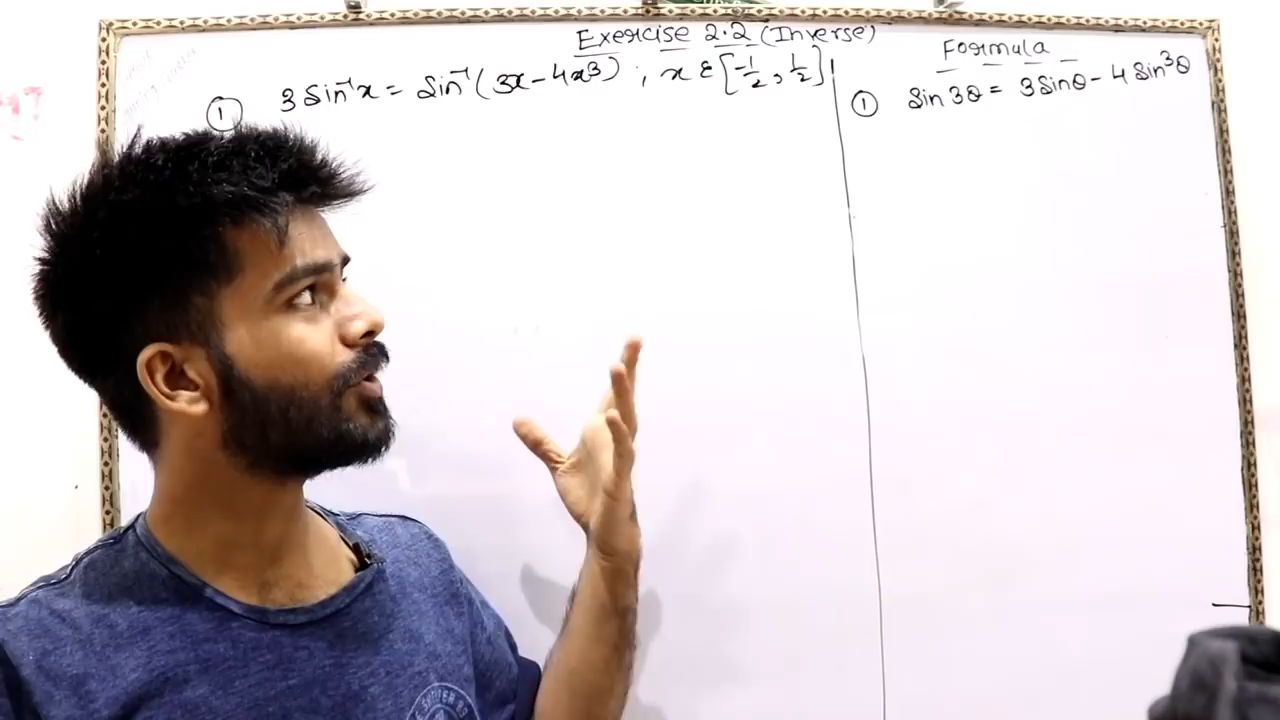 Exercise 2.2 (Inverse)
① 3 Sin⁻¹x = Sin⁻¹(3x - 4x³) ; x ε [-1/2, 1/2]
Formula
① Sin 3θ = 3 Sinθ - 4 Sin³θ